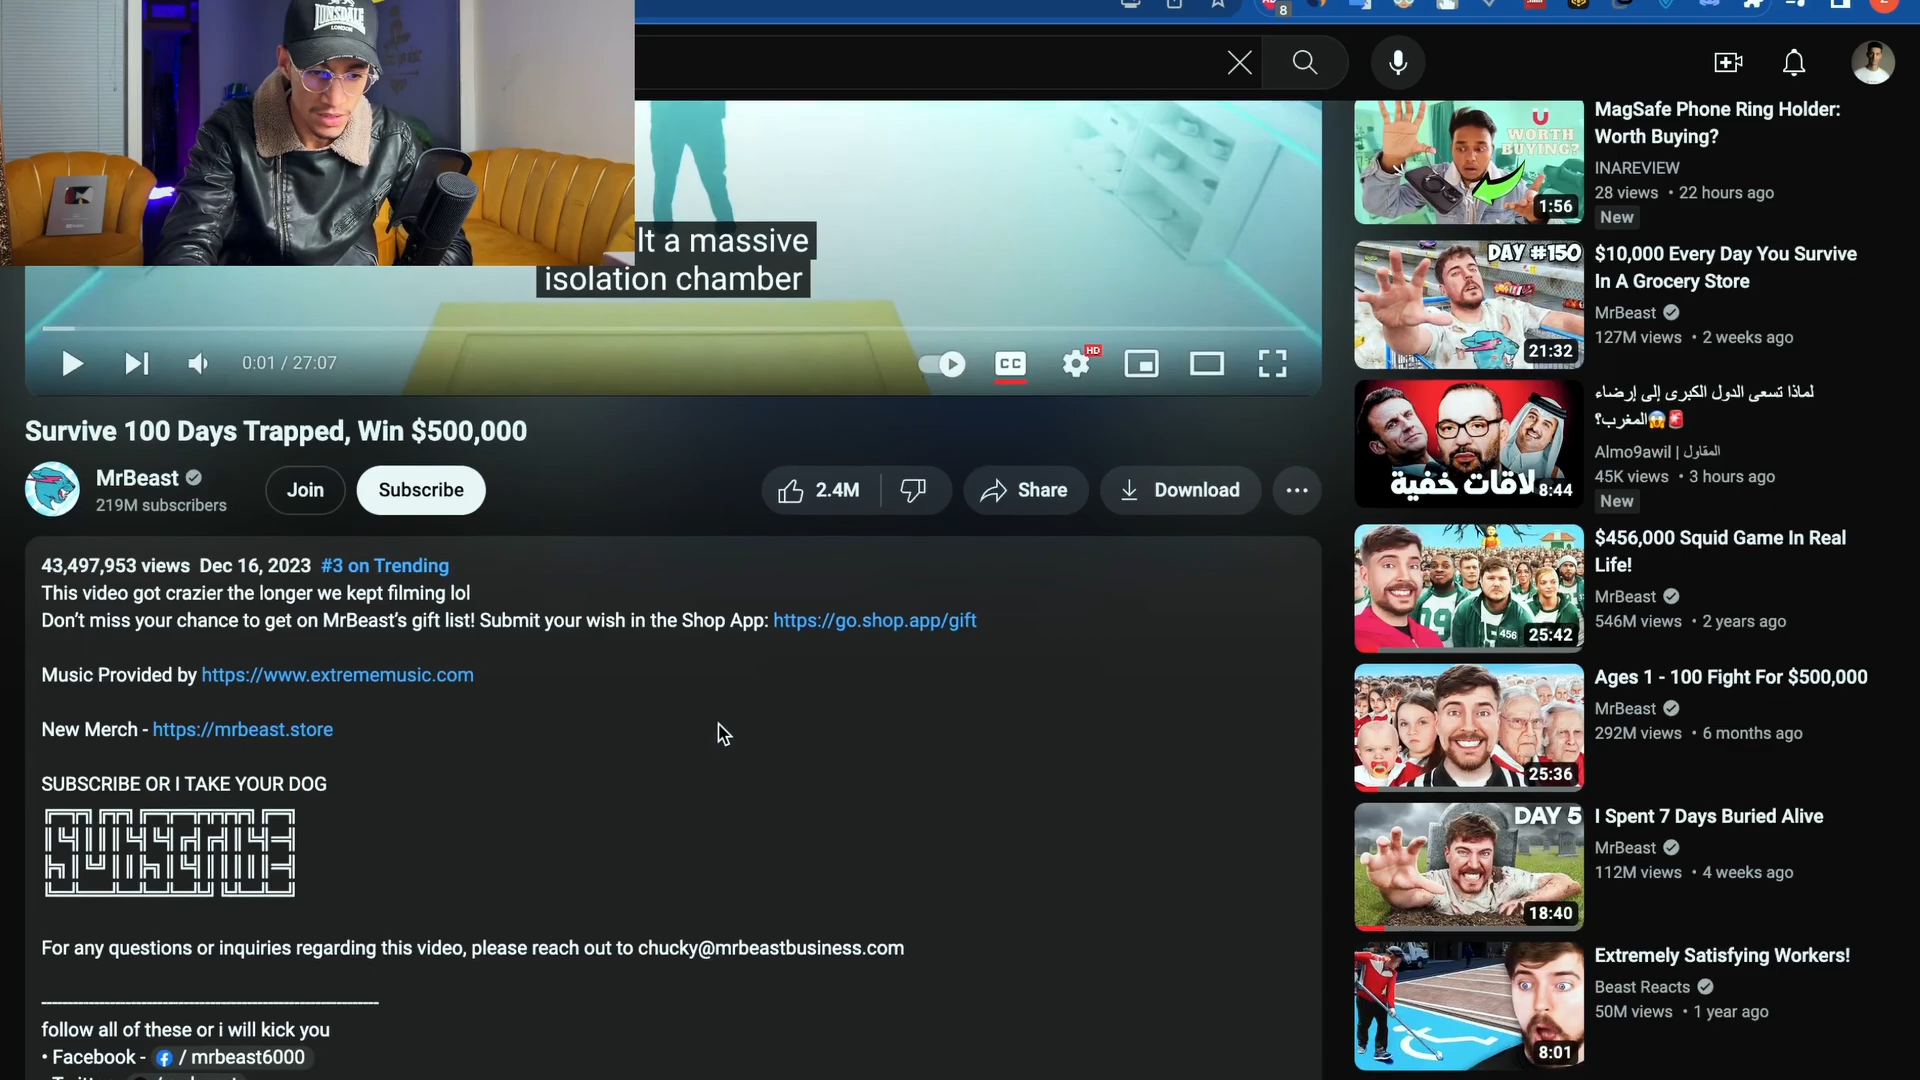 LONSDALE
LONDON
8
lt a massive
isolation chamber
0:01 / 27:07
CC
HD
Survive 100 Days Trapped, Win $500,000
MrBeast
219M subscribers
Join
Subscribe
2.4M
Share
Download
43,497,953 views Dec 16, 2023 #3 on Trending
This video got crazier the longer we kept filming lol
Don’t miss your chance to get on MrBeast’s gift list! Submit your wish in the Shop App: https://go.shop.app/gift
Music Provided by https://www.extrememusic.com
New Merch - https://mrbeast.store
SUBSCRIBE OR I TAKE YOUR DOG
For any questions or inquiries regarding this video, please reach out to chucky@mrbeastbusiness.com
follow all of these or i will kick you
• Facebook - / mrbeast6000
WORTH
BUYING?
1:56
MagSafe Phone Ring Holder:
Worth Buying?
INAREVIEW
28 views • 22 hours ago
New
DAY #150
21:32
$10,000 Every Day You Survive
In A Grocery Store
MrBeast
127M views • 2 weeks ago
لاقات خفية
8:44
لماذا تسعى الدول الكبرى إلى إرضاء
المغرب؟😱🚨
Almo9awil | المقاول
45K views • 3 hours ago
New
456
25:42
$456,000 Squid Game In Real
Life!
MrBeast
546M views • 2 years ago
25:36
Ages 1 - 100 Fight For $500,000
MrBeast
292M views • 6 months ago
DAY 5
18:40
I Spent 7 Days Buried Alive
MrBeast
112M views • 4 weeks ago
8:01
Extremely Satisfying Workers!
Beast Reacts
50M views • 1 year ago